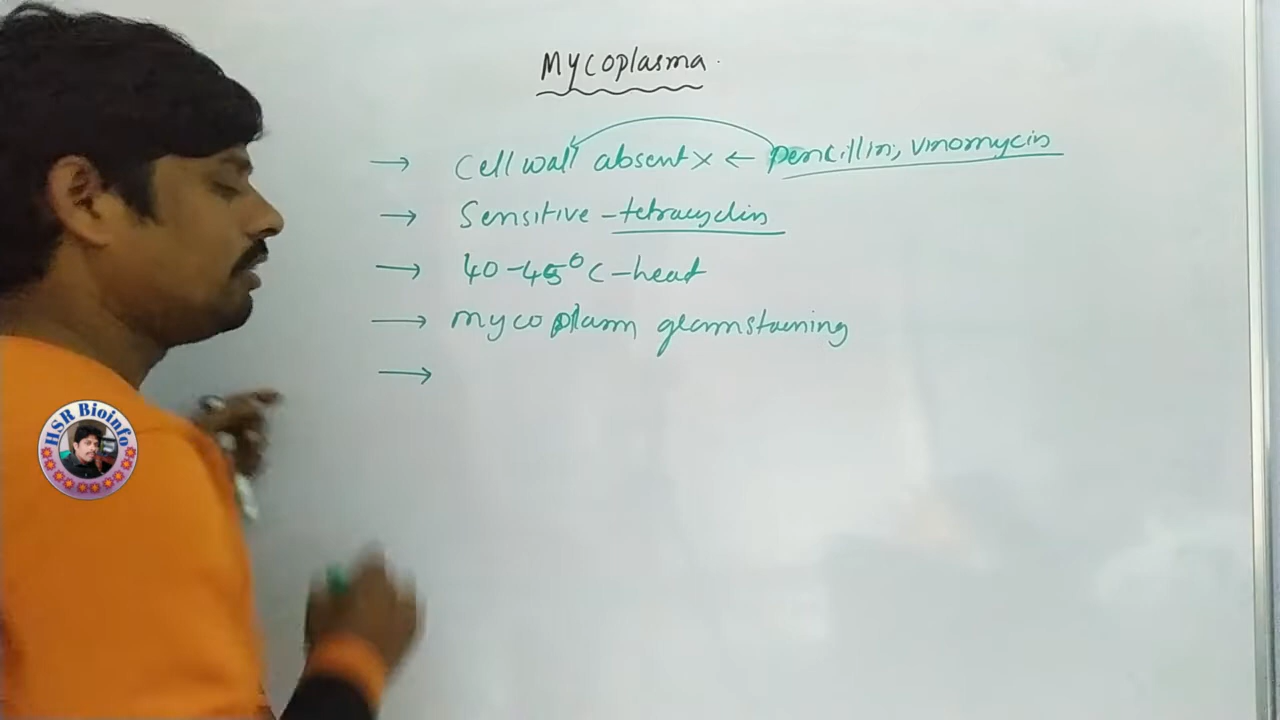 Mycoplasma
→ Cell wall absent x ← pencillin, vinomycin
→ Sensitive - tetracyclin
→ 40-45°C - heat
→ mycoplasm gramstaining
→
HSR Bioinfo